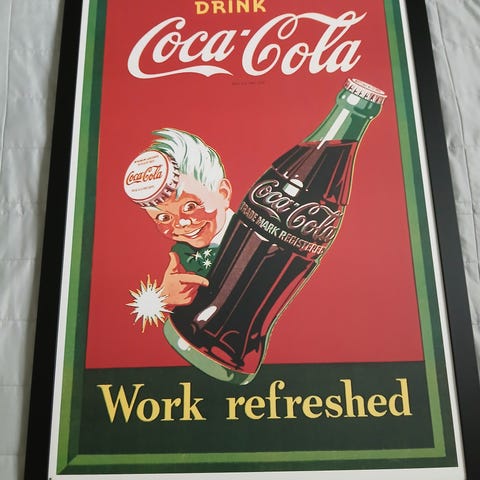 DRINK
Coca-Cola
Coca-Cola
Coca-Cola
TRADE MARK REGISTERED
Work refreshed